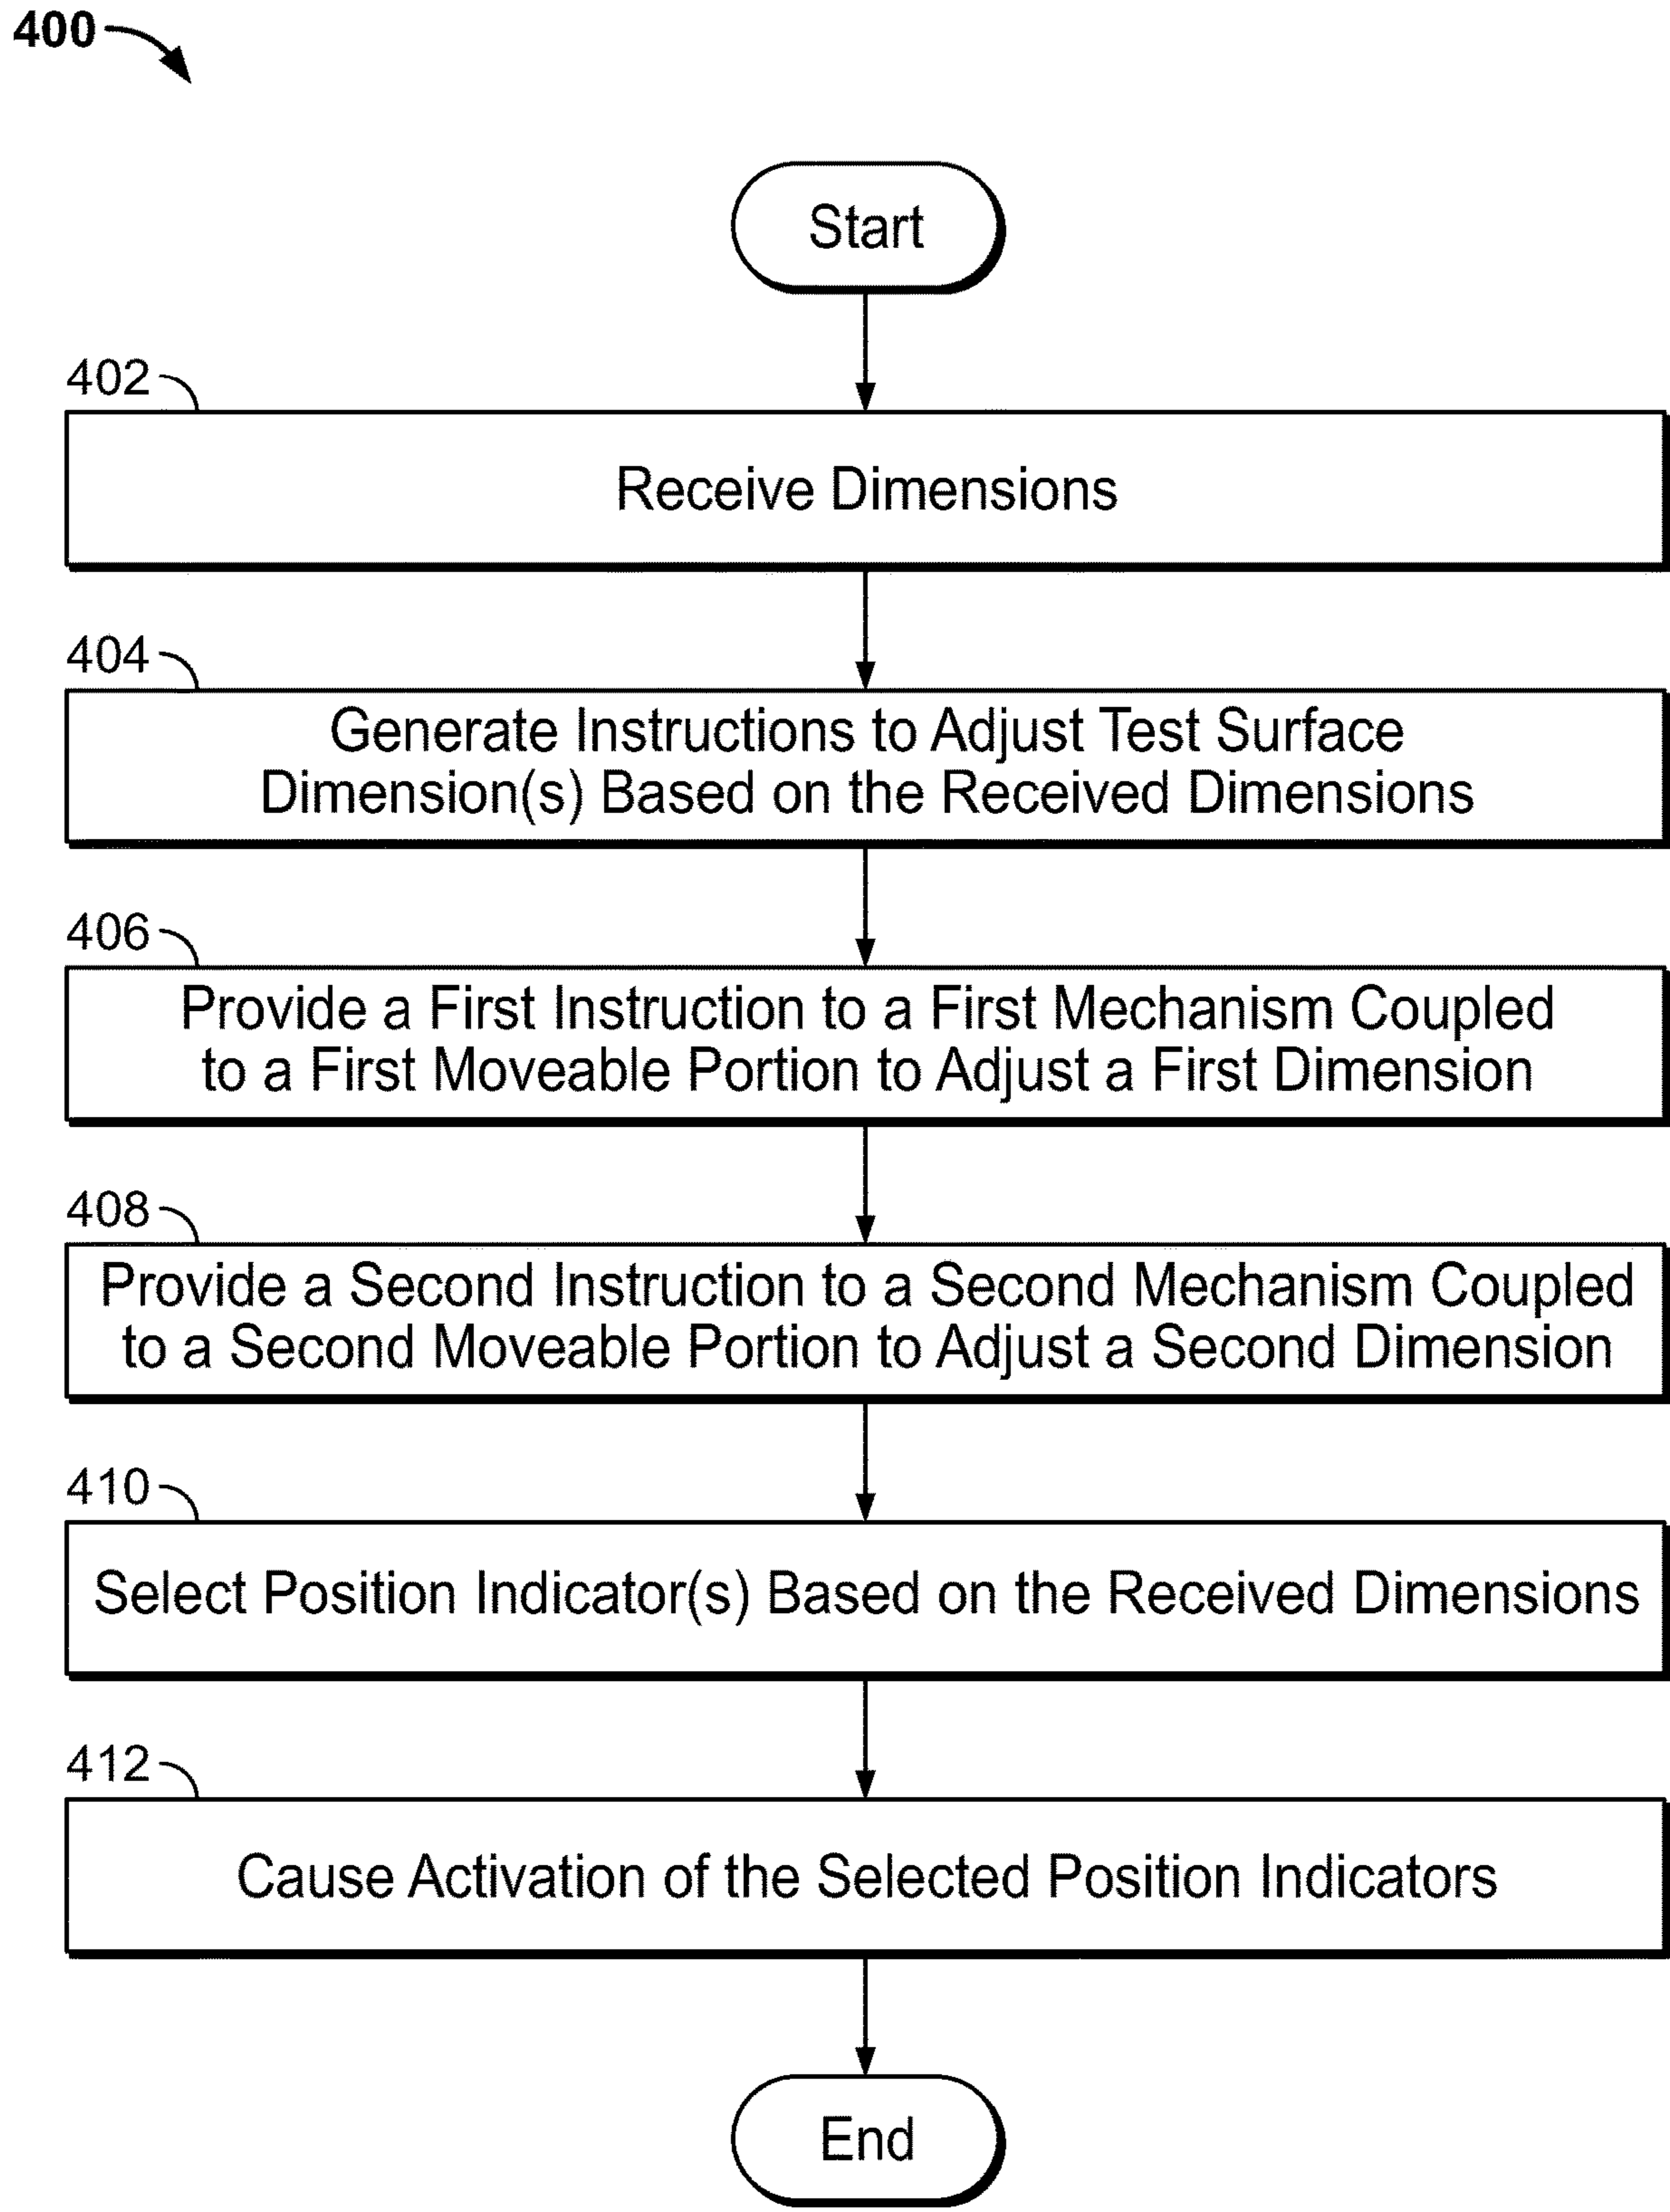 400
Start
402
Receive Dimensions
404
Generate Instructions to Adjust Test Surface
Dimension(s) Based on the Received Dimensions
406
Provide a First Instruction to a First Mechanism Coupled
to a First Moveable Portion to Adjust a First Dimension
408
Provide a Second Instruction to a Second Mechanism Coupled
to a Second Moveable Portion to Adjust a Second Dimension
410
Select Position Indicator(s) Based on the Received Dimensions
412
Cause Activation of the Selected Position Indicators
End